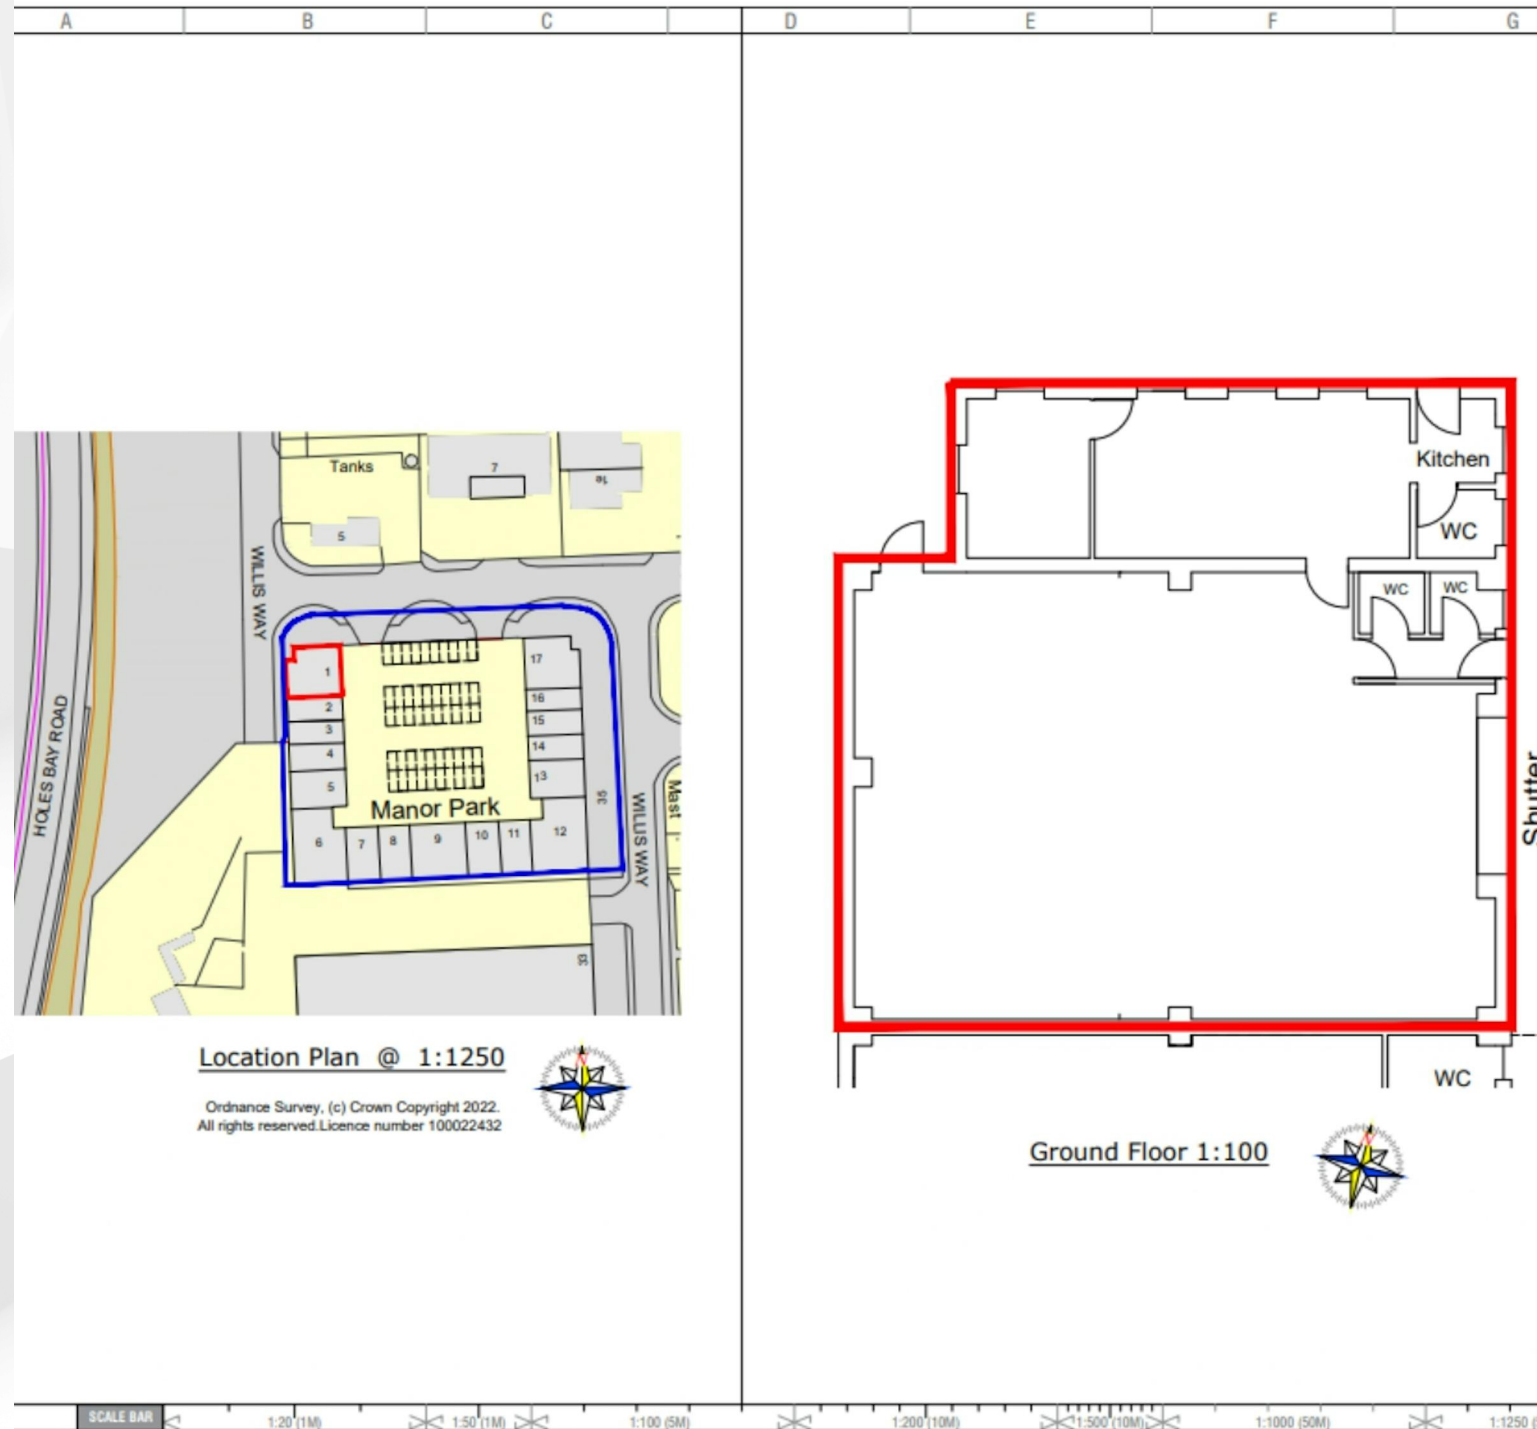 A B C D E F G
Tanks
7
1e
5
WILLIS WAY
HOLES BAY ROAD
1
2
3
4
5
6
7
8
9
10
11
12
13
14
15
16
17
35
Manor Park
WILLIS WAY
Mast
33
Location Plan @ 1:1250
Ordnance Survey, (c) Crown Copyright 2022.
All rights reserved.Licence number 100022432
N
Kitchen
WC
WC WC
Shutter
WC
Ground Floor 1:100
N
SCALE BAR 1:20 (1M) 1:50 (1M) 1:100 (5M) 1:200 (10M) 1:500 (10M) 1:1000 (50M) 1:1250